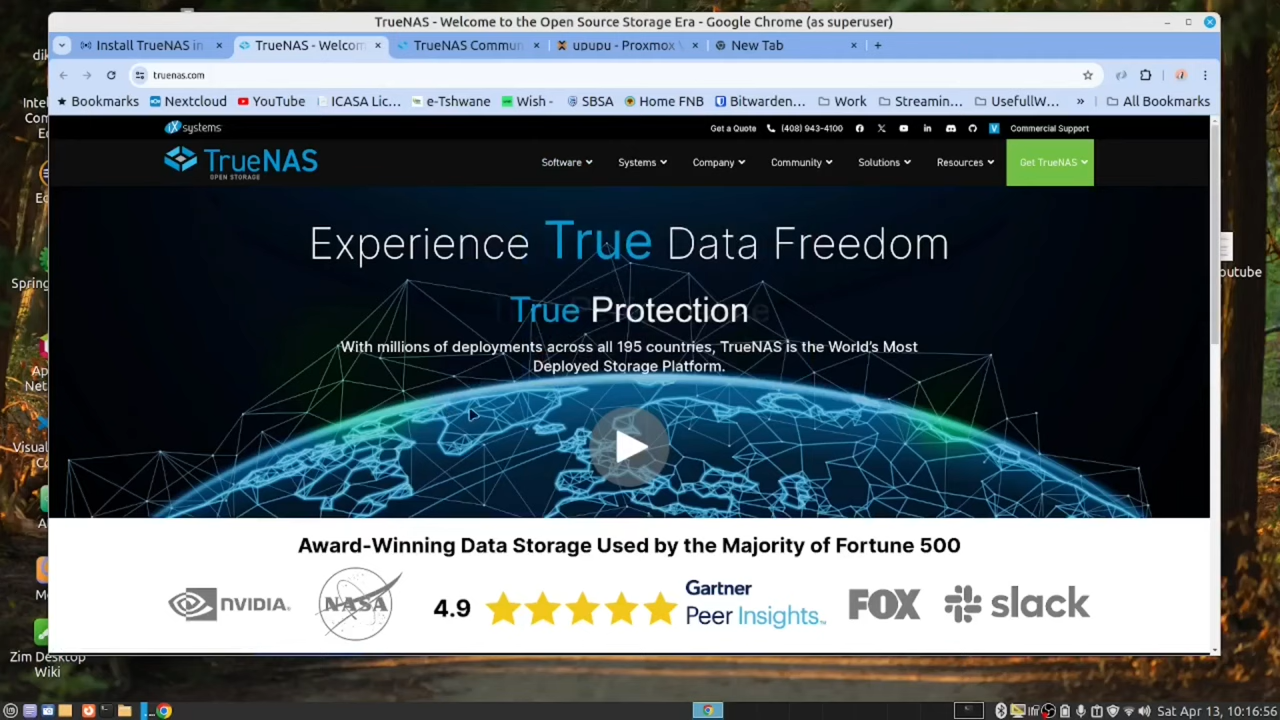 TrueNAS - Welcome to the Open Source Storage Era - Google Chrome (as superuser)
Install TrueNAS in
TrueNAS - Welcom
TrueNAS Commun
upupu - Proxmox
New Tab
truenas.com
Bookmarks
Nextcloud
YouTube
ICASA Lic...
e-Tshwane
Wish -
SBSA
Home FNB
Bitwarden...
Work
Streamin...
UsefullW...
All Bookmarks
iXsystems
Get a Quote
(408) 943-4100
Commercial Support
TrueNAS
OPEN STORAGE
Software
Systems
Company
Community
Solutions
Resources
Get TrueNAS
Experience True Data Freedom
True Protection
With millions of deployments across all 195 countries, TrueNAS is the World's Most
Deployed Storage Platform.
Award-Winning Data Storage Used by the Majority of Fortune 500
NVIDIA.
NASA
4.9
Gartner
Peer Insights™
FOX
slack
Zim Desktop
Wiki
Sat Apr 13, 10:16:56